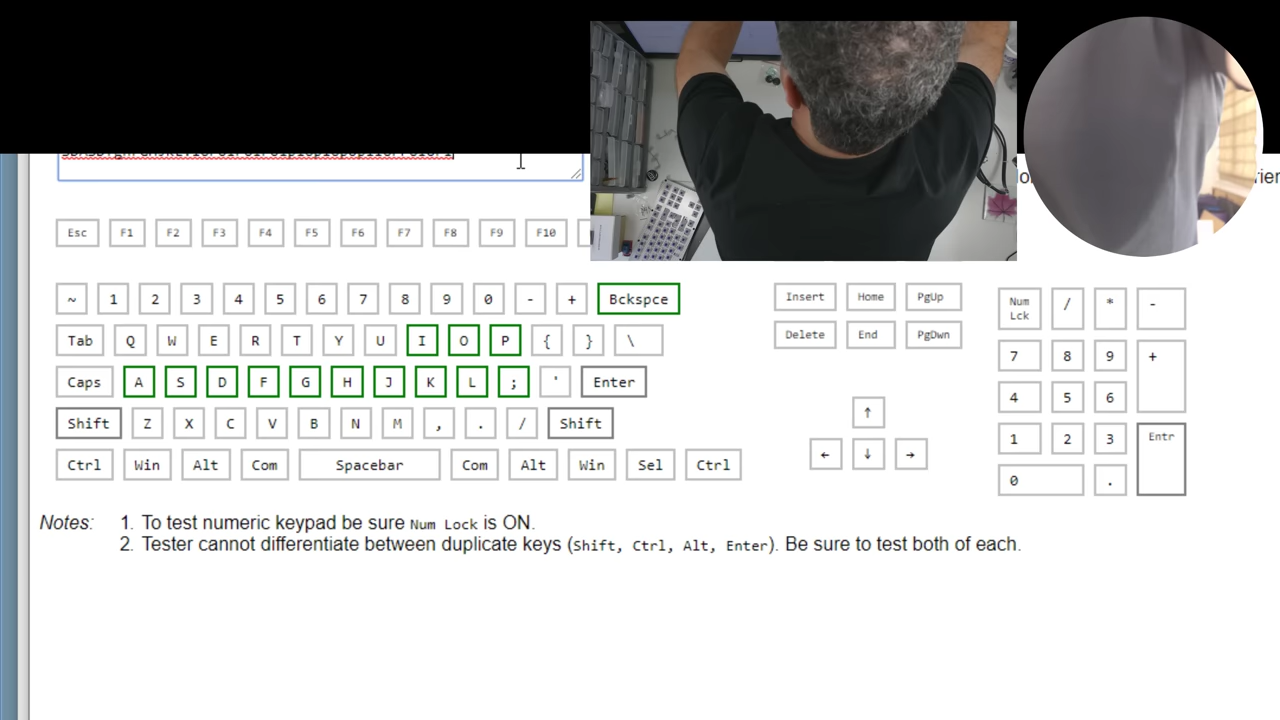 Esc F1 F2 F3 F4 F5 F6 F7 F8 F9 F10
~ 1 2 3 4 5 6 7 8 9 0 - + Bckspce
Tab Q W E R T Y U I O P { } \
Caps A S D F G H J K L ; ' Enter
Shift Z X C V B N M , . / Shift
Ctrl Win Alt Com Spacebar Com Alt Win Sel Ctrl
Insert Home PgUp
Delete End PgDwn
↑
← ↓ →
Num Lck / * -
7 8 9 +
4 5 6
1 2 3 Entr
0 .
Notes: 1. To test numeric keypad be sure Num Lock is ON.
2. Tester cannot differentiate between duplicate keys (Shift, Ctrl, Alt, Enter). Be sure to test both of each.